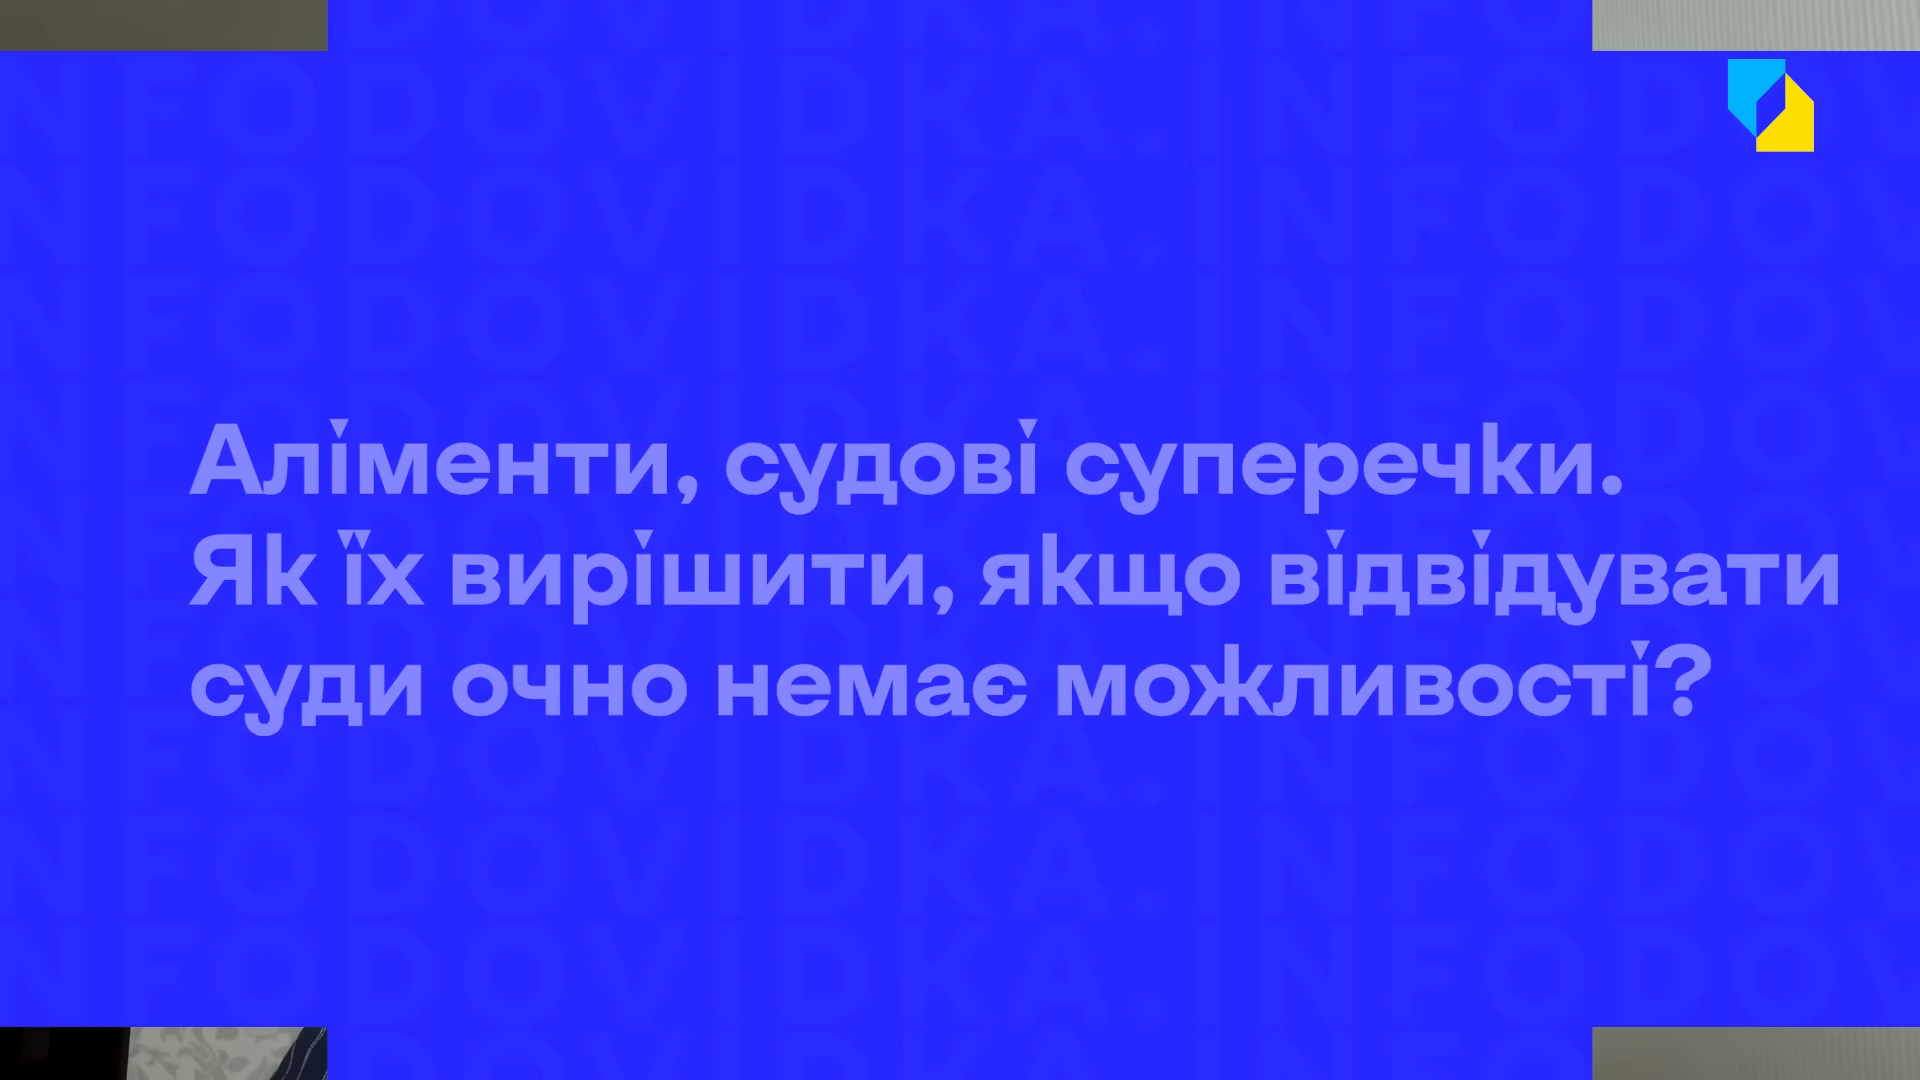 Аліменти, судові суперечки.
Як їх вирішити, якщо відвідувати
суди очно немає можливості?